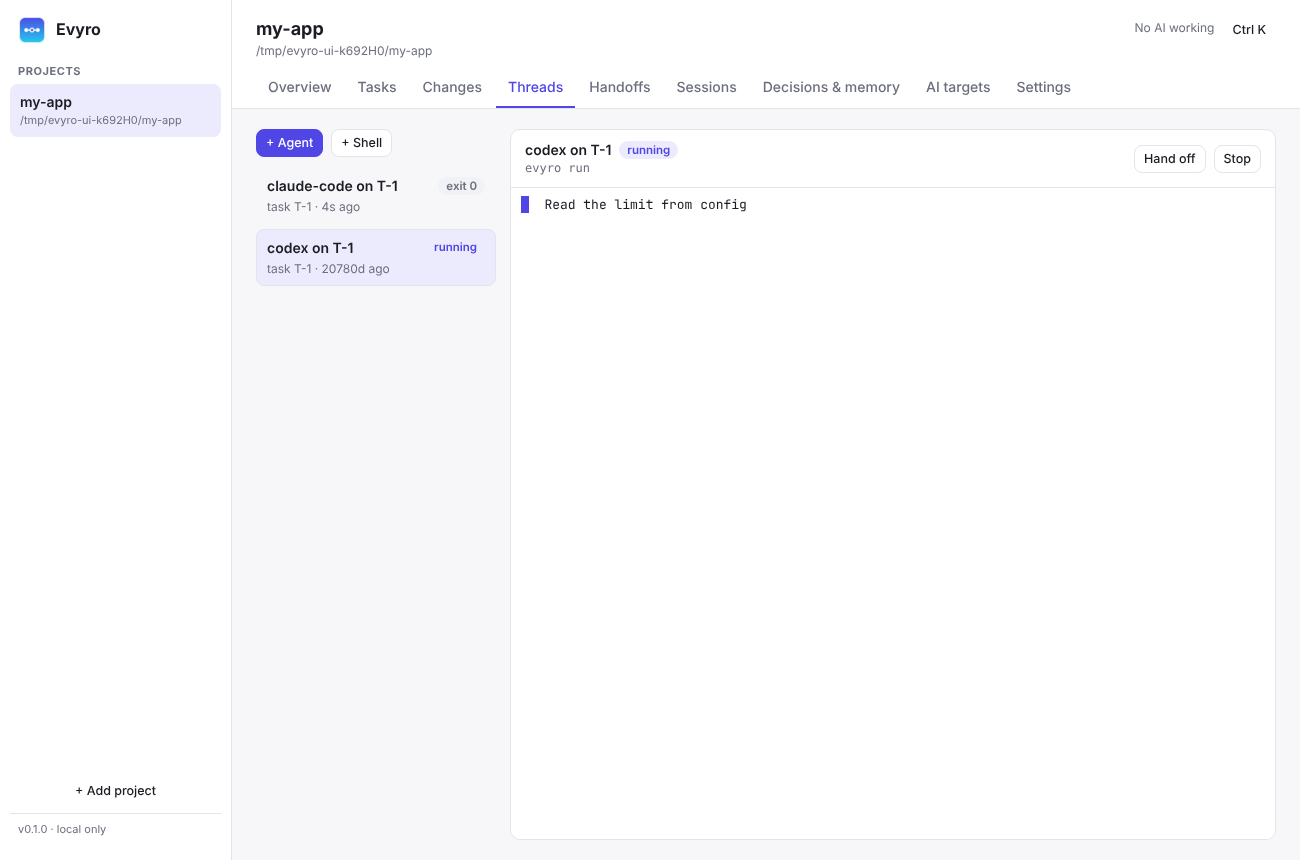 Evyro
PROJECTS
my-app
/tmp/evyro-ui-k692H0/my-app
+ Add project
v0.1.0 · local only
my-app
/tmp/evyro-ui-k692H0/my-app
No AI working
Ctrl K
Overview Tasks Changes Threads Handoffs Sessions Decisions & memory AI targets Settings
+ Agent + Shell
claude-code on T-1 exit 0
task T-1 · 4s ago
codex on T-1 running
task T-1 · 20780d ago
codex on T-1 running
evyro run
Hand off Stop
Read the limit from config